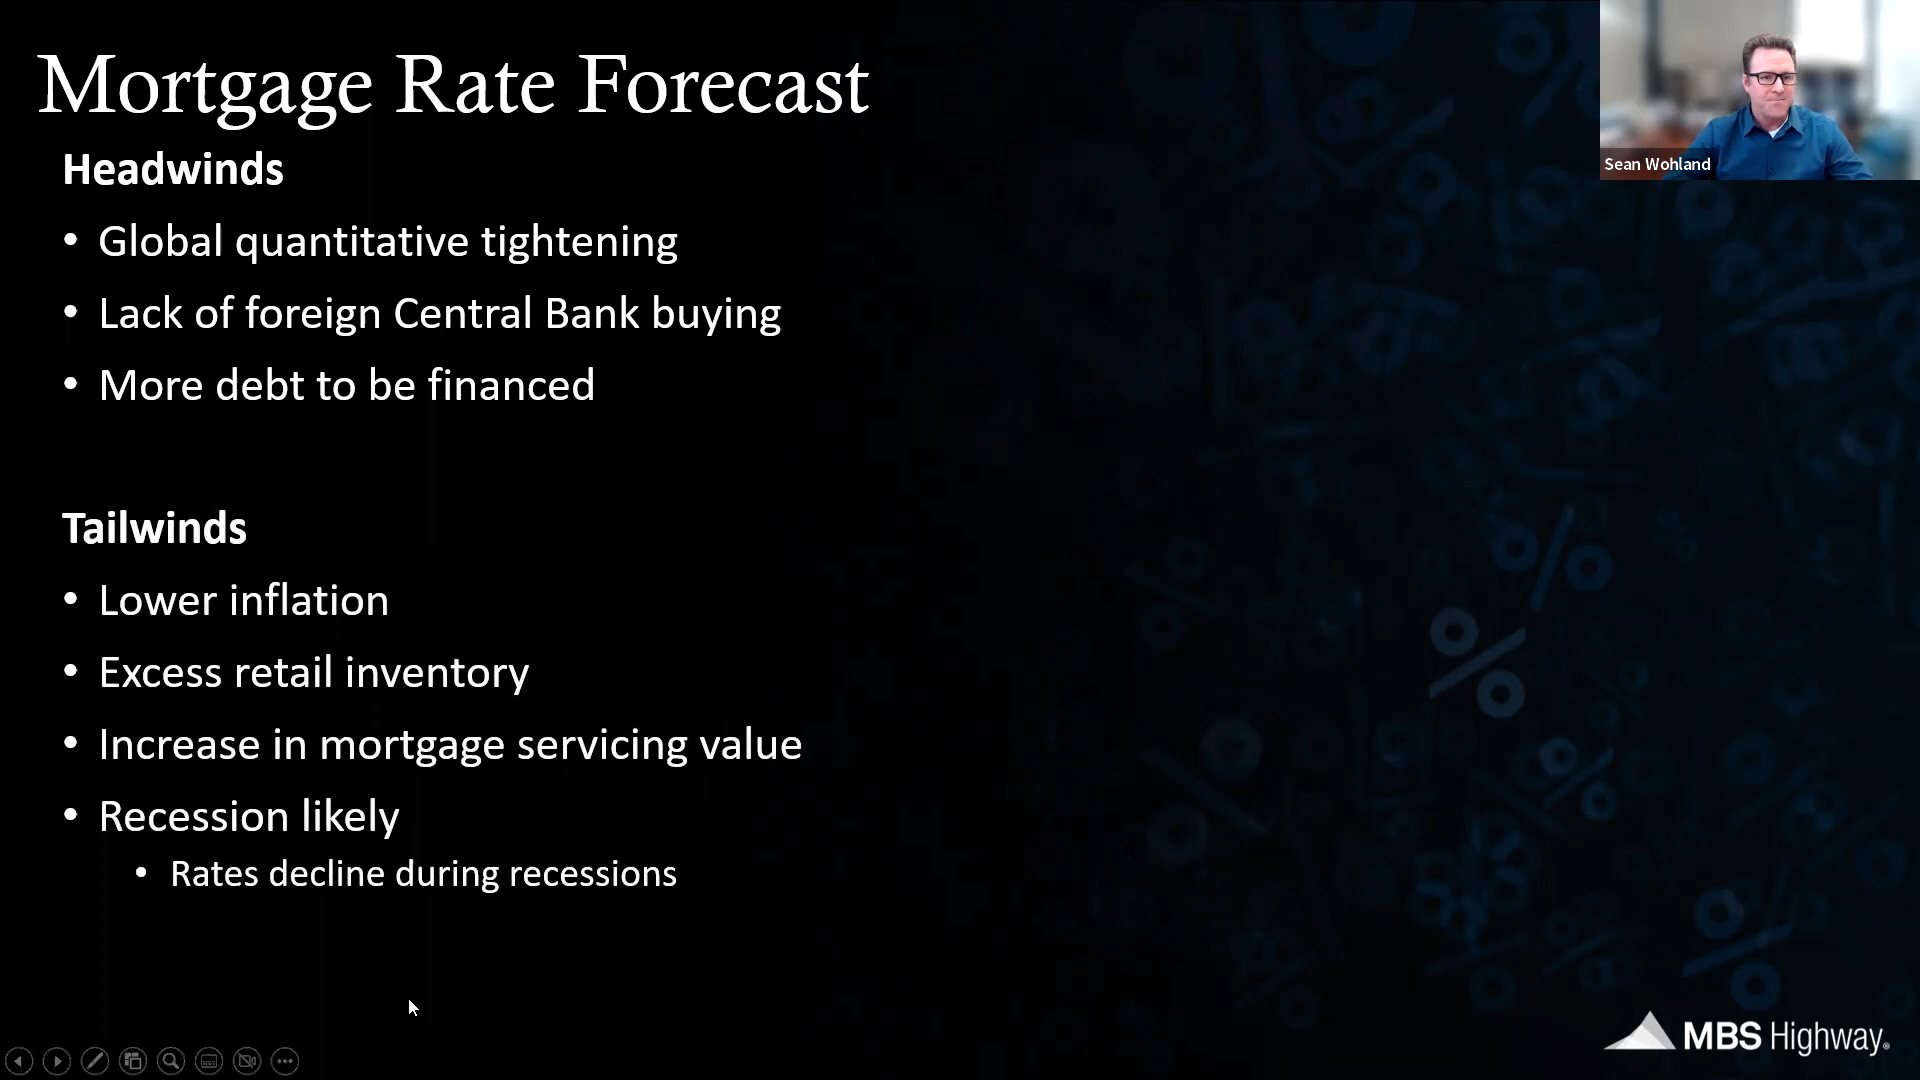 Mortgage Rate Forecast
Sean Wohland
Headwinds
• Global quantitative tightening
• Lack of foreign Central Bank buying
• More debt to be financed
Tailwinds
• Lower inflation
• Excess retail inventory
• Increase in mortgage servicing value
• Recession likely
• Rates decline during recessions
MBS Highway®